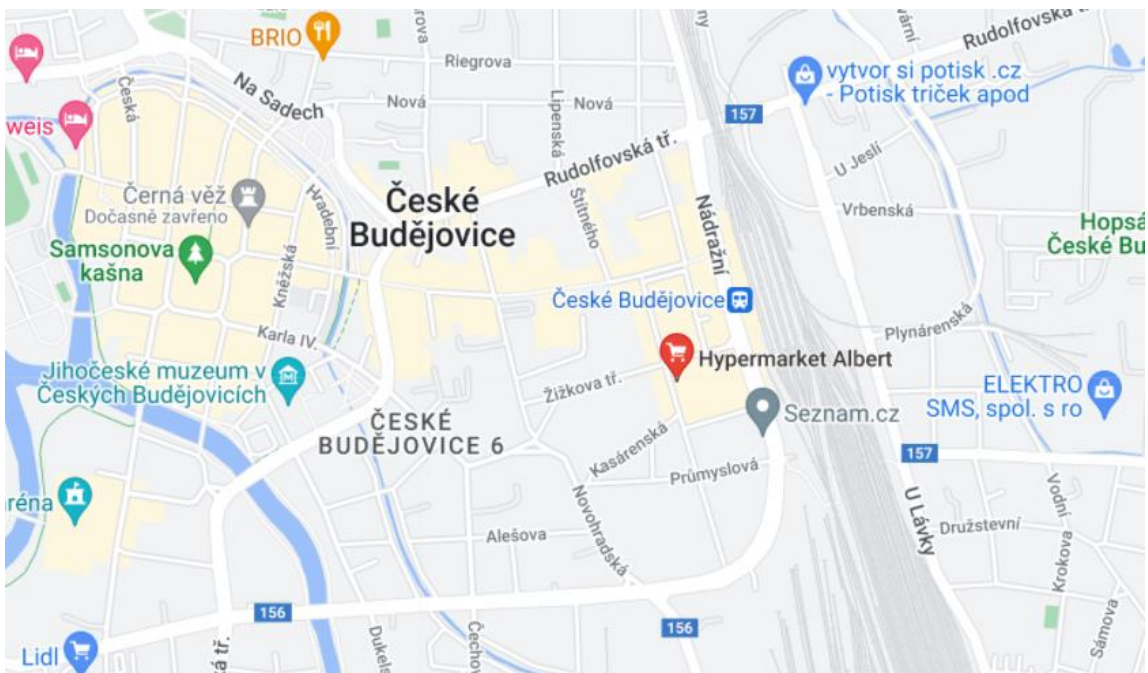 BRIO
Riegrova
Rudolfovská tř.
Na Sadech
Česká
Nová
Nová
Lipenská
vytvor si potisk .cz
- Potisk triček apod
weis
157
Rudolfovská tř.
U Jeslí
Černá věž
Dočasně zavřeno
Hradební
České
Budějovice
Štítného
Nádražní
Vrbenská
Hopsá
České Bu
Samsonova
kašna
Kněžská
České Budějovice
Plynárenská
Karla IV.
Hypermarket Albert
Jihočeské muzeum v
Českých Budějovicích
Žižkova tř.
ELEKTRO
SMS, spol. s ro
Seznam.cz
ČESKÉ
BUDĚJOVICE 6
Kasárenská
Průmyslová
157
aréna
Novohradská
Alešova
U Lávky
Vodní
Družstevní
Krokova
Sámova
156
156
Lidl
Dukels
Čechov